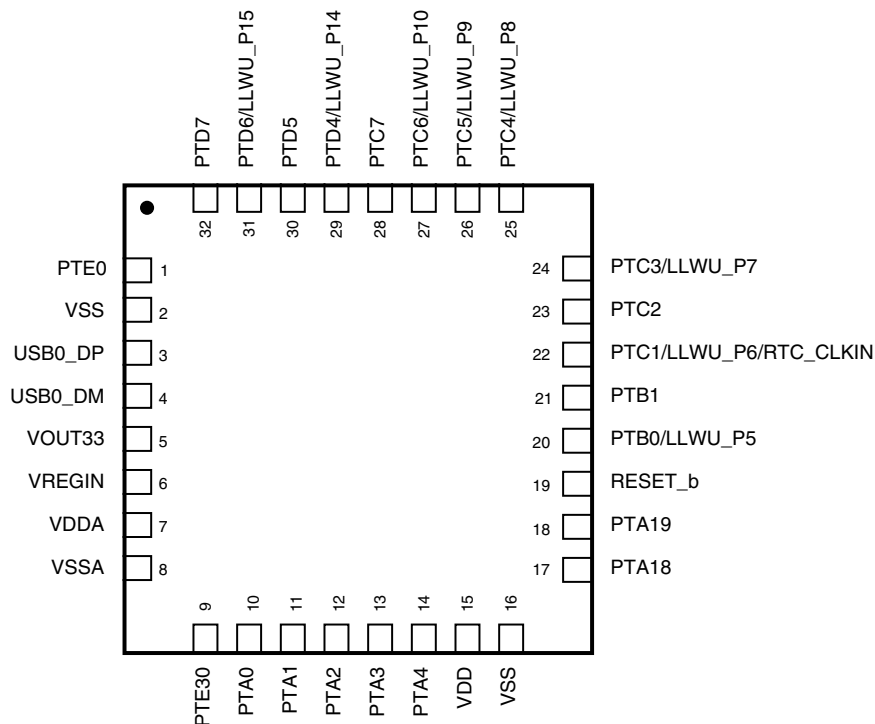 PTD7
PTD6/LLWU_P15
PTD5
PTD4/LLWU_P14
PTC7
PTC6/LLWU_P10
PTC5/LLWU_P9
PTC4/LLWU_P8
32
31
30
29
28
27
26
25
PTE0 1
VSS 2
USB0_DP 3
USB0_DM 4
VOUT33 5
VREGIN 6
VDDA 7
VSSA 8
24 PTC3/LLWU_P7
23 PTC2
22 PTC1/LLWU_P6/RTC_CLKIN
21 PTB1
20 PTB0/LLWU_P5
19 RESET_b
18 PTA19
17 PTA18
9
10
11
12
13
14
15
16
PTE30
PTA0
PTA1
PTA2
PTA3
PTA4
VDD
VSS